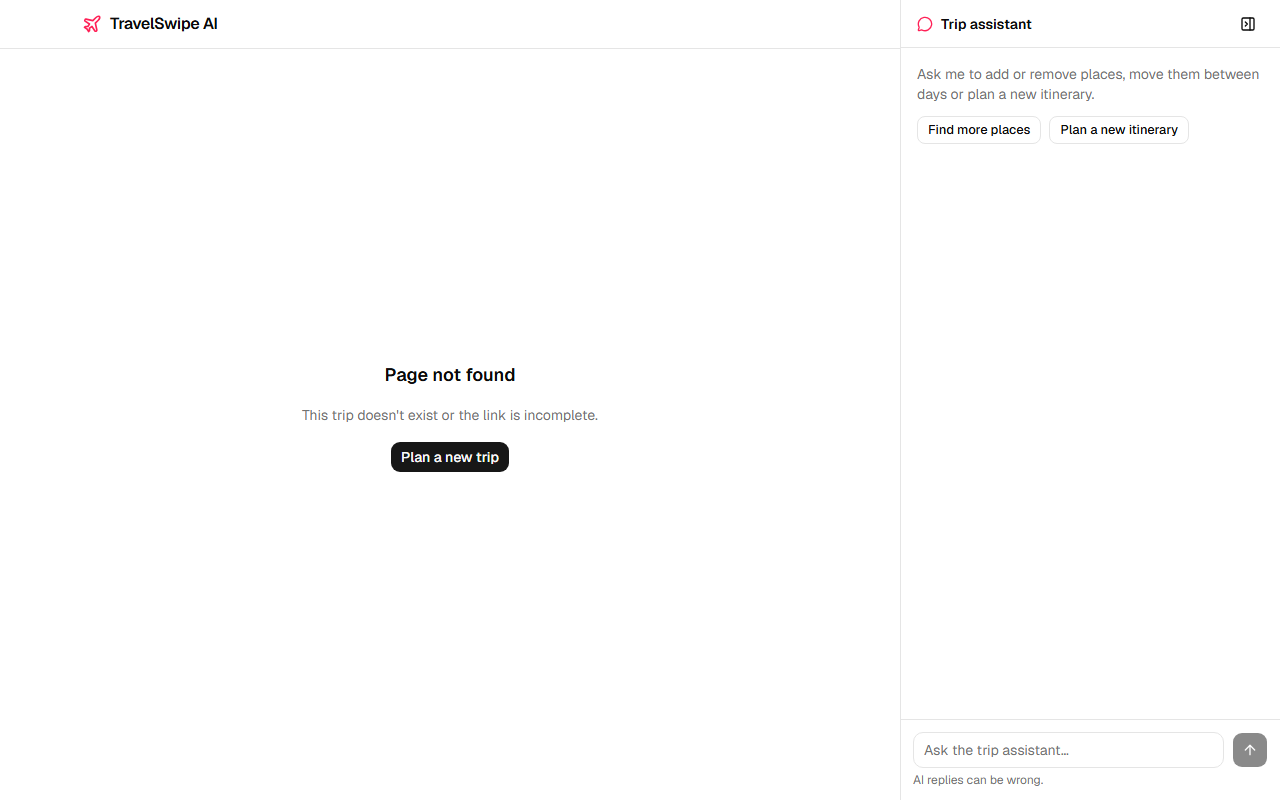 TravelSwipe AI
Page not found
This trip doesn't exist or the link is incomplete.
Plan a new trip
Trip assistant
Ask me to add or remove places, move them between
days or plan a new itinerary.
Find more places
Plan a new itinerary
Ask the trip assistant...
AI replies can be wrong.